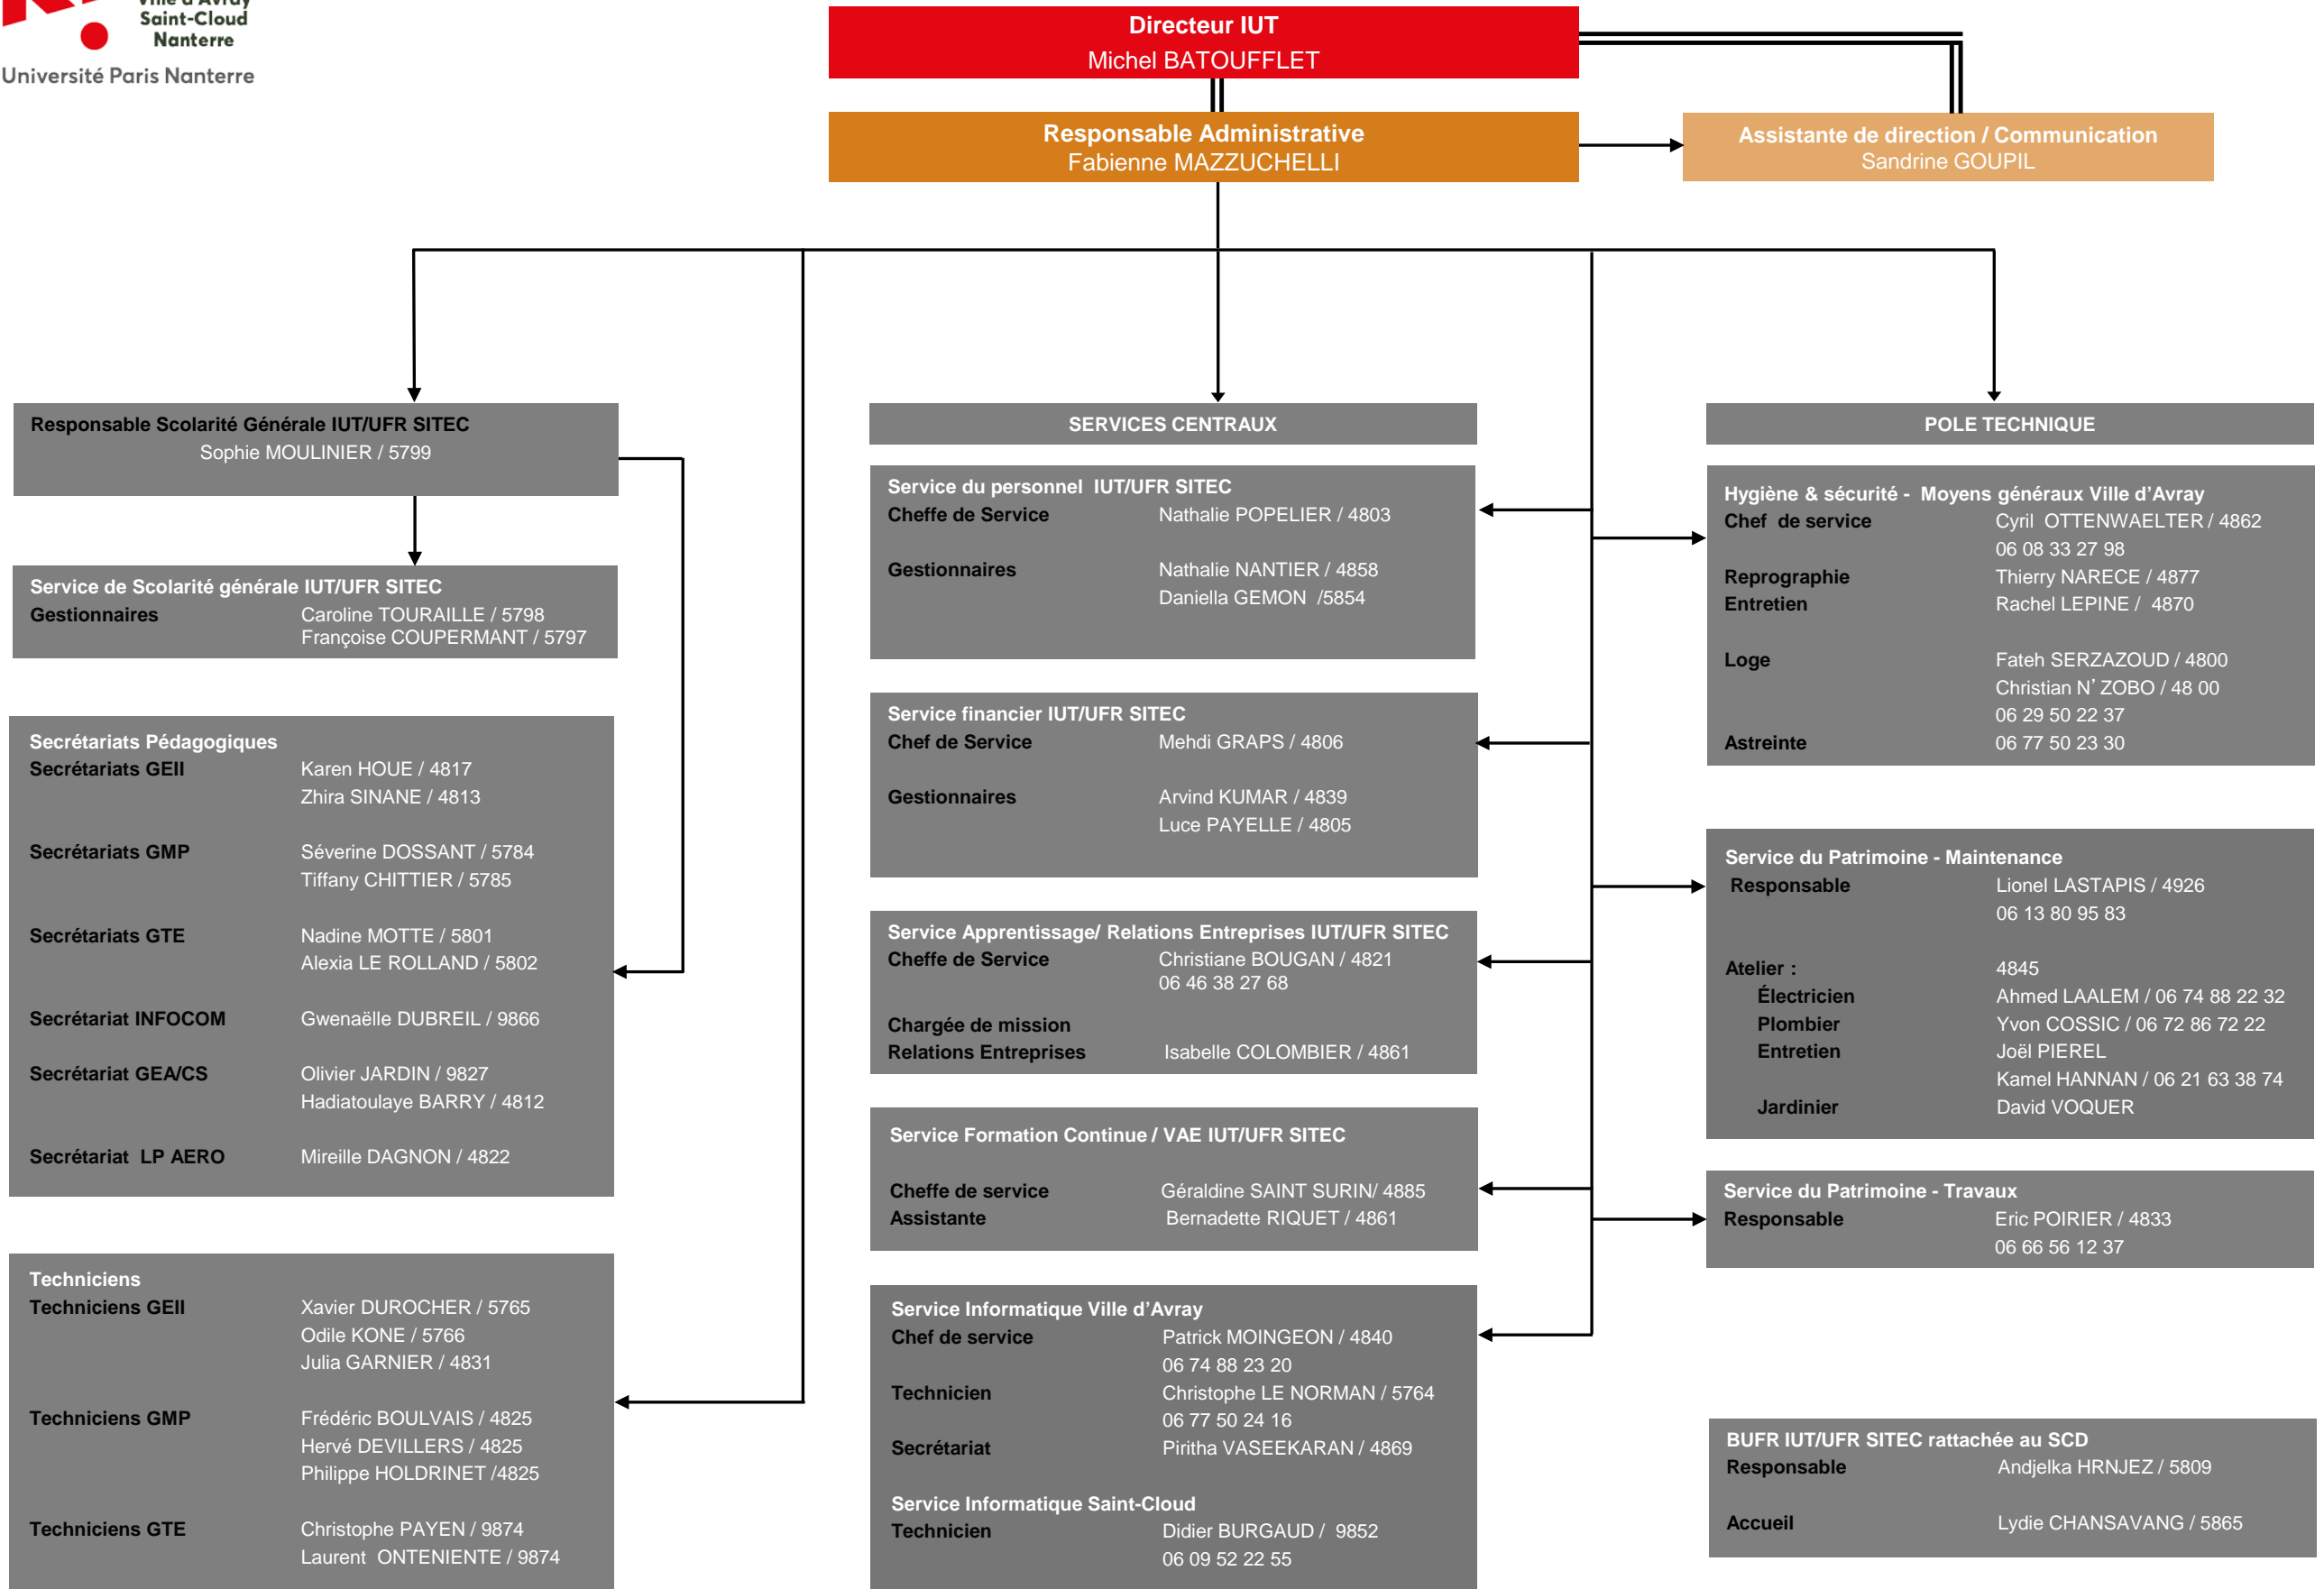 Ville d'Avray
Saint-Cloud
Nanterre
Université Paris Nanterre
Directeur IUT
Michel BATOUFFLET
Responsable Administrative
Fabienne MAZZUCHELLI
Assistante de direction / Communication
Sandrine GOUPIL
Responsable Scolarité Générale IUT/UFR SITEC
Sophie MOULINIER / 5799
Service de Scolarité générale IUT/UFR SITEC
Gestionnaires Caroline TOURAILLE / 5798
Françoise COUPERMANT / 5797
Secrétariats Pédagogiques
Secrétariats GEII Karen HOUE / 4817
Zhira SINANE / 4813
Secrétariats GMP Séverine DOSSANT / 5784
Tiffany CHITTIER / 5785
Secrétariats GTE Nadine MOTTE / 5801
Alexia LE ROLLAND / 5802
Secrétariat INFOCOM Gwenaëlle DUBREIL / 9866
Secrétariat GEA/CS Olivier JARDIN / 9827
Hadiatoulaye BARRY / 4812
Secrétariat LP AERO Mireille DAGNON / 4822
Techniciens
Techniciens GEII Xavier DUROCHER / 5765
Odile KONE / 5766
Julia GARNIER / 4831
Techniciens GMP Frédéric BOULVAIS / 4825
Hervé DEVILLERS / 4825
Philippe HOLDRINET /4825
Techniciens GTE Christophe PAYEN / 9874
Laurent ONTENIENTE / 9874
SERVICES CENTRAUX
Service du personnel IUT/UFR SITEC
Cheffe de Service Nathalie POPELIER / 4803
Gestionnaires Nathalie NANTIER / 4858
Daniella GEMON /5854
Service financier IUT/UFR SITEC
Chef de Service Mehdi GRAPS / 4806
Gestionnaires Arvind KUMAR / 4839
Luce PAYELLE / 4805
Service Apprentissage/ Relations Entreprises IUT/UFR SITEC
Cheffe de Service Christiane BOUGAN / 4821
06 46 38 27 68
Chargée de mission
Relations Entreprises Isabelle COLOMBIER / 4861
Service Formation Continue / VAE IUT/UFR SITEC
Cheffe de service Géraldine SAINT SURIN/ 4885
Assistante Bernadette RIQUET / 4861
Service Informatique Ville d'Avray
Chef de service Patrick MOINGEON / 4840
06 74 88 23 20
Technicien Christophe LE NORMAN / 5764
06 77 50 24 16
Secrétariat Piritha VASEEKARAN / 4869
Service Informatique Saint-Cloud
Technicien Didier BURGAUD / 9852
06 09 52 22 55
POLE TECHNIQUE
Hygiène & sécurité - Moyens généraux Ville d'Avray
Chef de service Cyril OTTENWAELTER / 4862
06 08 33 27 98
Reprographie Thierry NARECE / 4877
Entretien Rachel LEPINE / 4870
Loge Fateh SERZAZOUD / 4800
Christian N' ZOBO / 48 00
06 29 50 22 37
Astreinte 06 77 50 23 30
Service du Patrimoine - Maintenance
Responsable Lionel LASTAPIS / 4926
06 13 80 95 83
Atelier : 4845
Électricien Ahmed LAALEM / 06 74 88 22 32
Plombier Yvon COSSIC / 06 72 86 72 22
Entretien Joël PIEREL
Kamel HANNAN / 06 21 63 38 74
Jardinier David VOQUER
Service du Patrimoine - Travaux
Responsable Eric POIRIER / 4833
06 66 56 12 37
BUFR IUT/UFR SITEC rattachée au SCD
Responsable Andjelka HRNJEZ / 5809
Accueil Lydie CHANSAVANG / 5865